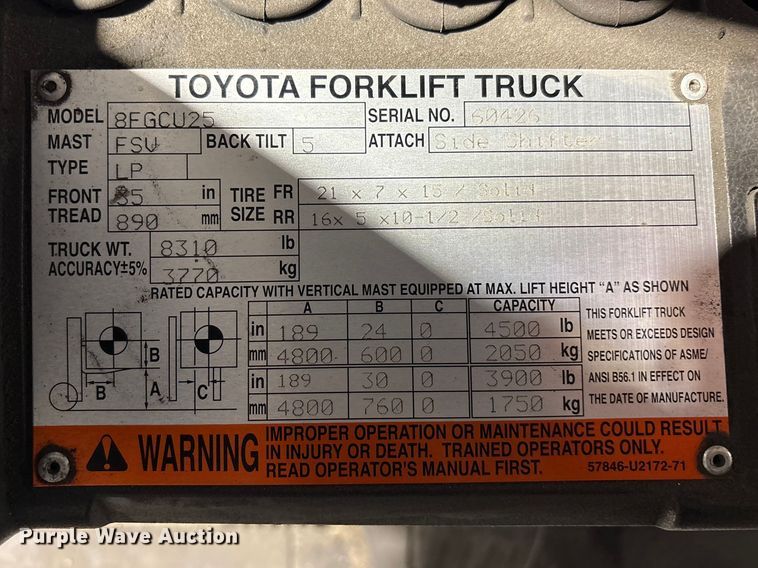 TOYOTA FORKLIFT TRUCK
MODEL 8FGCU25 SERIAL NO. 60426
MAST FSV BACK TILT 5 ATTACH Side Shifter
TYPE LP
FRONT TREAD 35 in TIRE SIZE FR 21 x 7 x 15 / Solid
890 mm RR 16x 5 x10-1/2 /Solid
TRUCK WT. 8310 lb
ACCURACY±5% 3770 kg
RATED CAPACITY WITH VERTICAL MAST EQUIPPED AT MAX. LIFT HEIGHT "A" AS SHOWN
A B C CAPACITY
in 189 24 0 4500 lb
mm 4800 600 0 2050 kg
in 189 30 0 3900 lb
mm 4800 760 0 1750 kg
B B A C
THIS FORKLIFT TRUCK
MEETS OR EXCEEDS DESIGN
SPECIFICATIONS OF ASME/
ANSI B56.1 IN EFFECT ON
THE DATE OF MANUFACTURE.
WARNING
IMPROPER OPERATION OR MAINTENANCE COULD RESULT
IN INJURY OR DEATH. TRAINED OPERATORS ONLY.
READ OPERATOR'S MANUAL FIRST. 57846-U2172-71
Purple Wave Auction